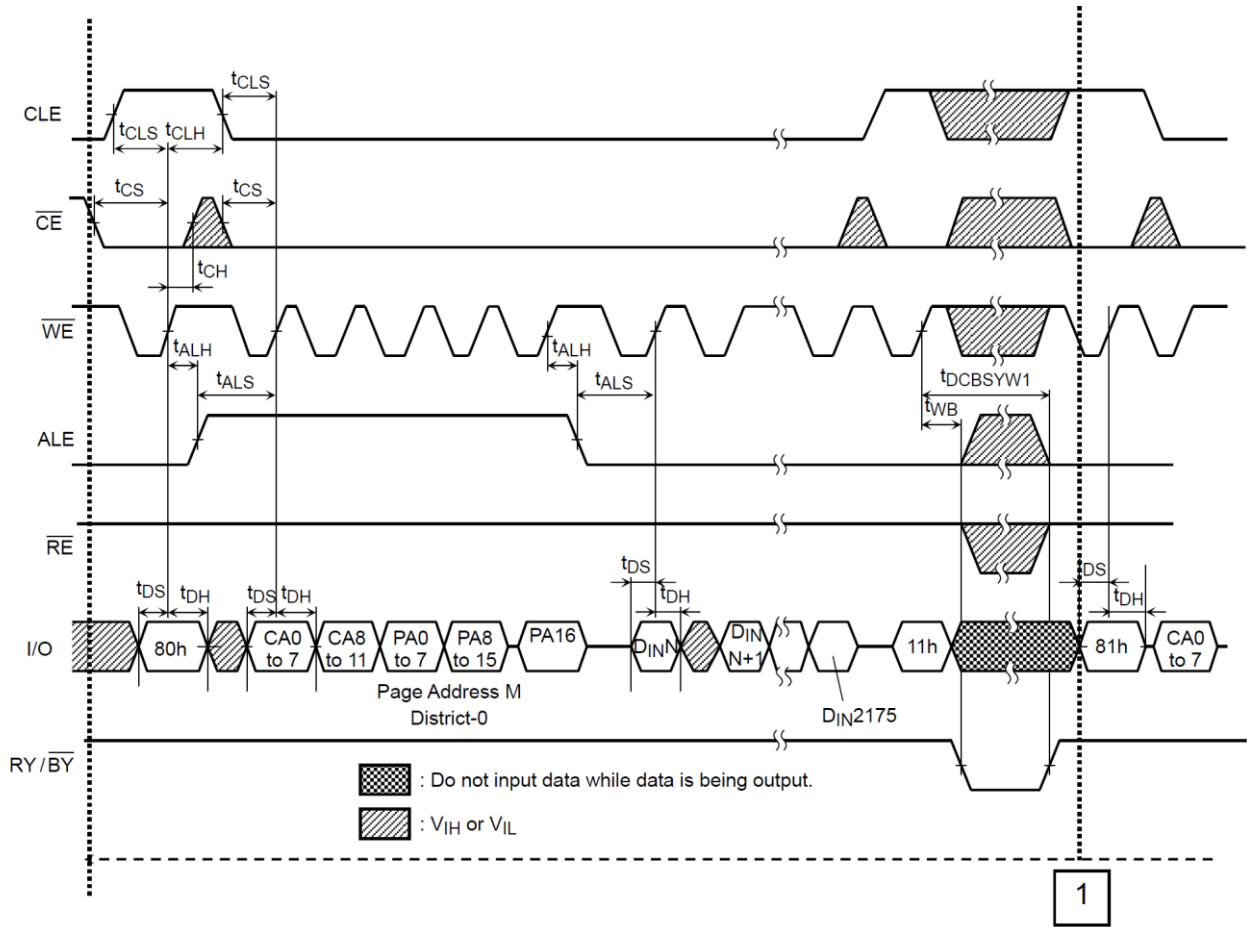 tCLS
CLE
tCLS tCLH
tCS tCS
CE
tCH
WE
tALH tALH
tALS tALS
tDCBSYW1
tWB
ALE
RE
tDS tDH tDS tDH tDS tDH DS tDH
I/O 80h CA0 to 7 CA8 to 11 PA0 to 7 PA8 to 15 PA16 DINN DIN N+1 11h 81h CA0 to 7
Page Address M
District-0
DIN2175
RY/BY
: Do not input data while data is being output.
: VIH or VIL
1